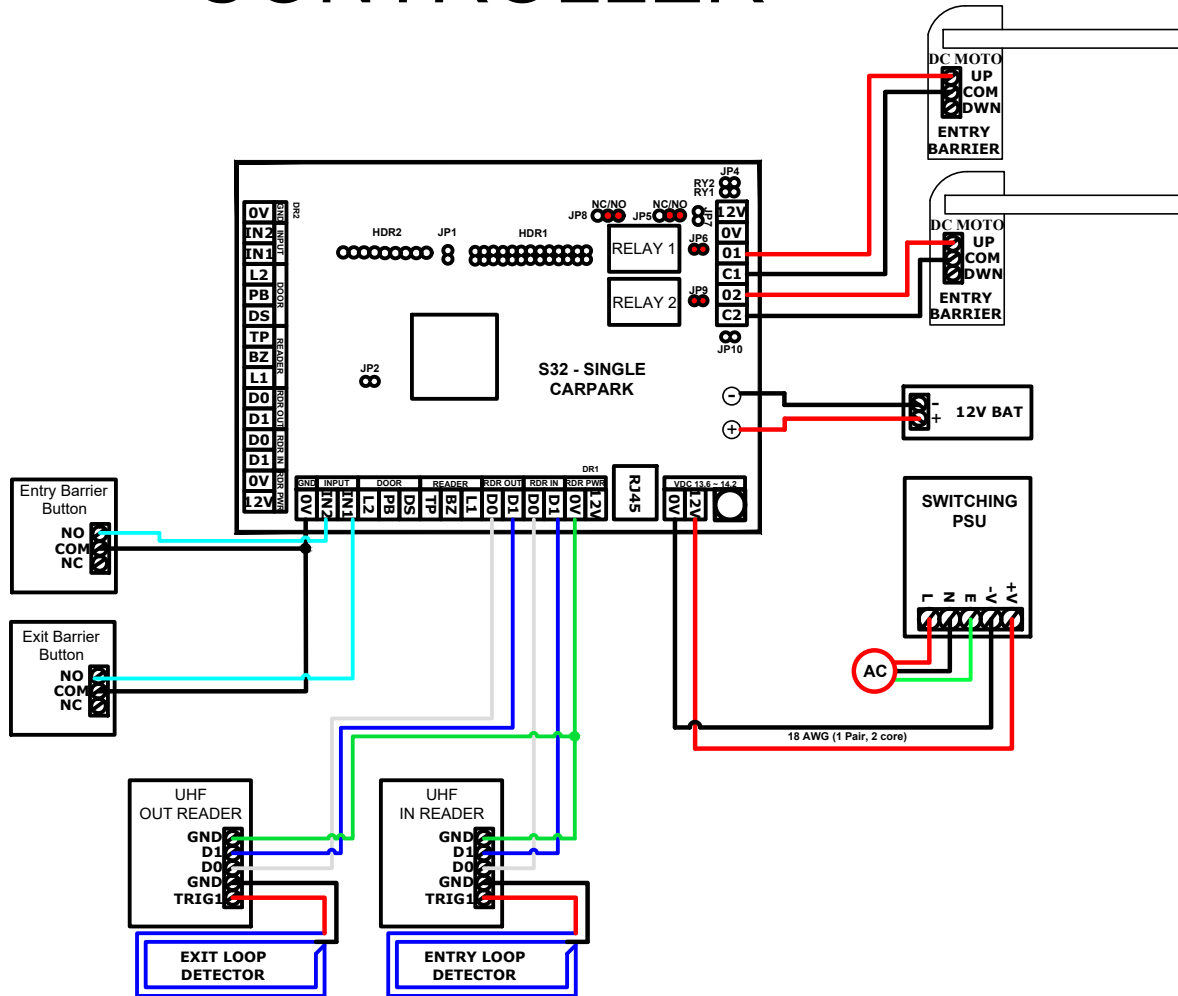 CONTROLLER
DC MOTO
UP
COM
DWN
ENTRY
BARRIER
DC MOTO
UP
COM
DWN
ENTRY
BARRIER
JP4
RY2
RY1
NC/NO
NC/NO
JP8
JP5
JP7
12V
0V
01
C1
02
C2
JP6
JP9
JP10
RELAY 1
RELAY 2
HDR2
JP1
HDR1
JP2
S32 - SINGLE
CARPARK
DR2
0V
IN2
IN1
L2
PB
DS
TP
BZ
L1
D0
D1
D0
D1
0V
12V
GND
INPUT
DOOR
READER
RDR OUT
RDR IN
RDR PWR
-
+
-
+
12V BAT
DR1
GND
INPUT
DOOR
READER
RDR OUT
RDR IN
RDR PWR
0V
IN2
IN1
L2
PB
DS
TP
BZ
L1
D0
D1
D0
D1
0V
12V
RJ45
VDC 13.6 ~ 14.2
0V
12V
Entry Barrier
Button
NO
COM
NC
Exit Barrier
Button
NO
COM
NC
SWITCHING
PSU
L
N
E
-V
+V
AC
18 AWG (1 Pair, 2 core)
UHF
OUT READER
GND
D1
D0
GND
TRIG1
EXIT LOOP
DETECTOR
UHF
IN READER
GND
D1
D0
GND
TRIG1
ENTRY LOOP
DETECTOR